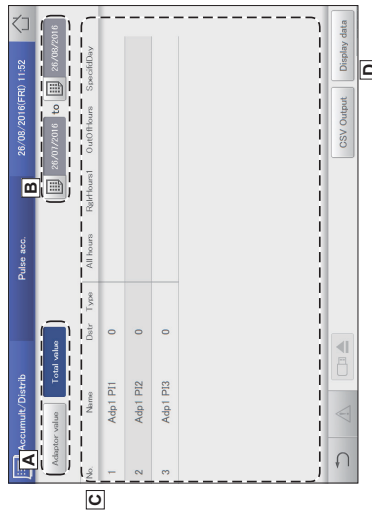 Accumult/Distrib Pulse acc. 26/08/2016(FRI) 11:52
A
B
Adaptor value Total value 26/07/2016 to 26/08/2016
C
No. Name Dstr Type All hours RglrHours1 OutOfHours SpecifdDay
1 Adp1 PI1 0
2 Adp1 PI2 0
3 Adp1 PI3 0
CSV Output Display data
D